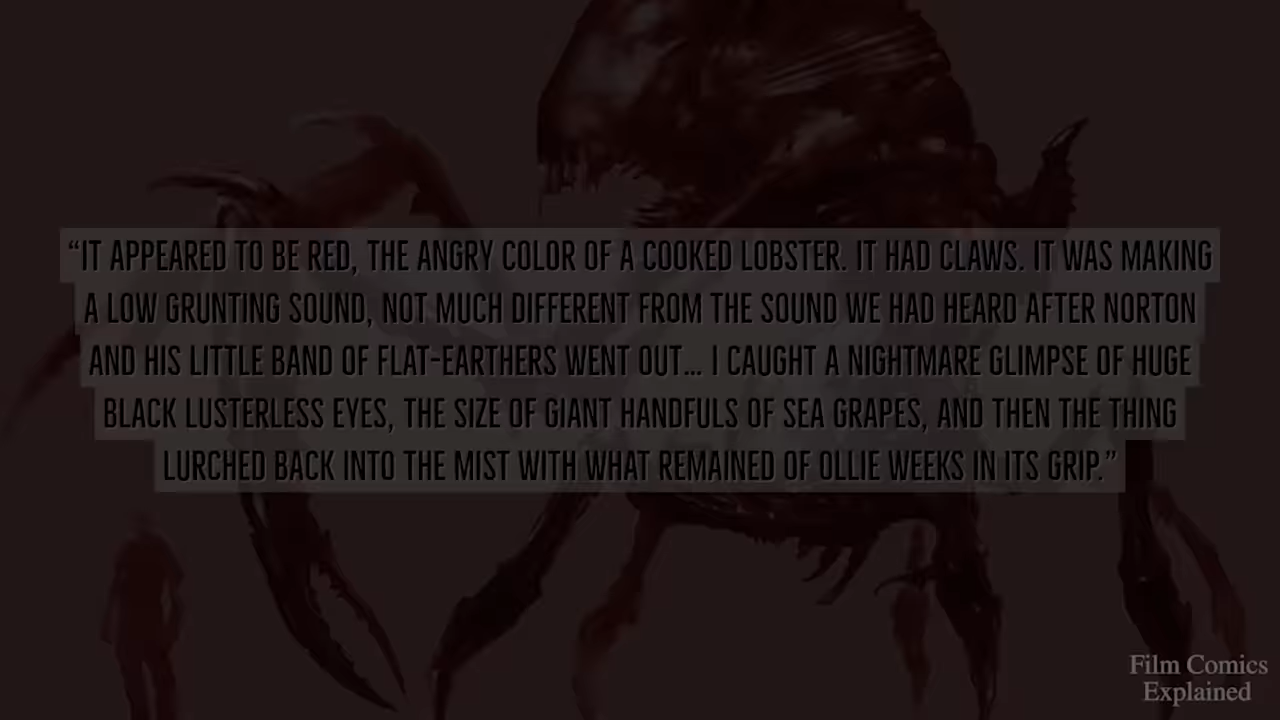 “IT APPEARED TO BE RED, THE ANGRY COLOR OF A COOKED LOBSTER. IT HAD CLAWS. IT WAS MAKING
A LOW GRUNTING SOUND, NOT MUCH DIFFERENT FROM THE SOUND WE HAD HEARD AFTER NORTON
AND HIS LITTLE BAND OF FLAT-EARTHERS WENT OUT... I CAUGHT A NIGHTMARE GLIMPSE OF HUGE
BLACK LUSTERLESS EYES, THE SIZE OF GIANT HANDFULS OF SEA GRAPES, AND THEN THE THING
LURCHED BACK INTO THE MIST WITH WHAT REMAINED OF OLLIE WEEKS IN ITS GRIP.”
Film Comics
Explained